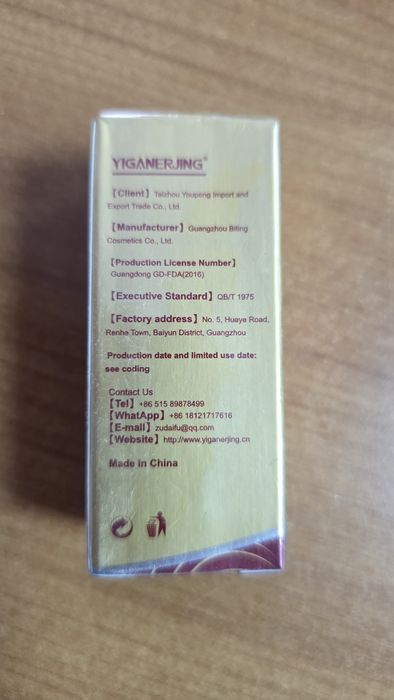 YIGANERJING®
【Client】Taizhou Youpeng Import and
Export Trade Co., Ltd.
【Manufacturer】Guangzhou Biting
Cosmetics Co., Ltd.
【Production License Number】
Guangdong GD-FDA(2016)
【Executive Standard】QB/T 1975
【Factory address】No. 5, Hueye Road,
Renhe Town, Baiyun District, Guangzhou
Production date and limited use date:
see coding
Contact Us
【Tel】+86 515 89878499
【WhatApp】+86 18121717616
【E-mail】zudaifu@qq.com
【Website】http://www.yiganerjing.cn
Made in China